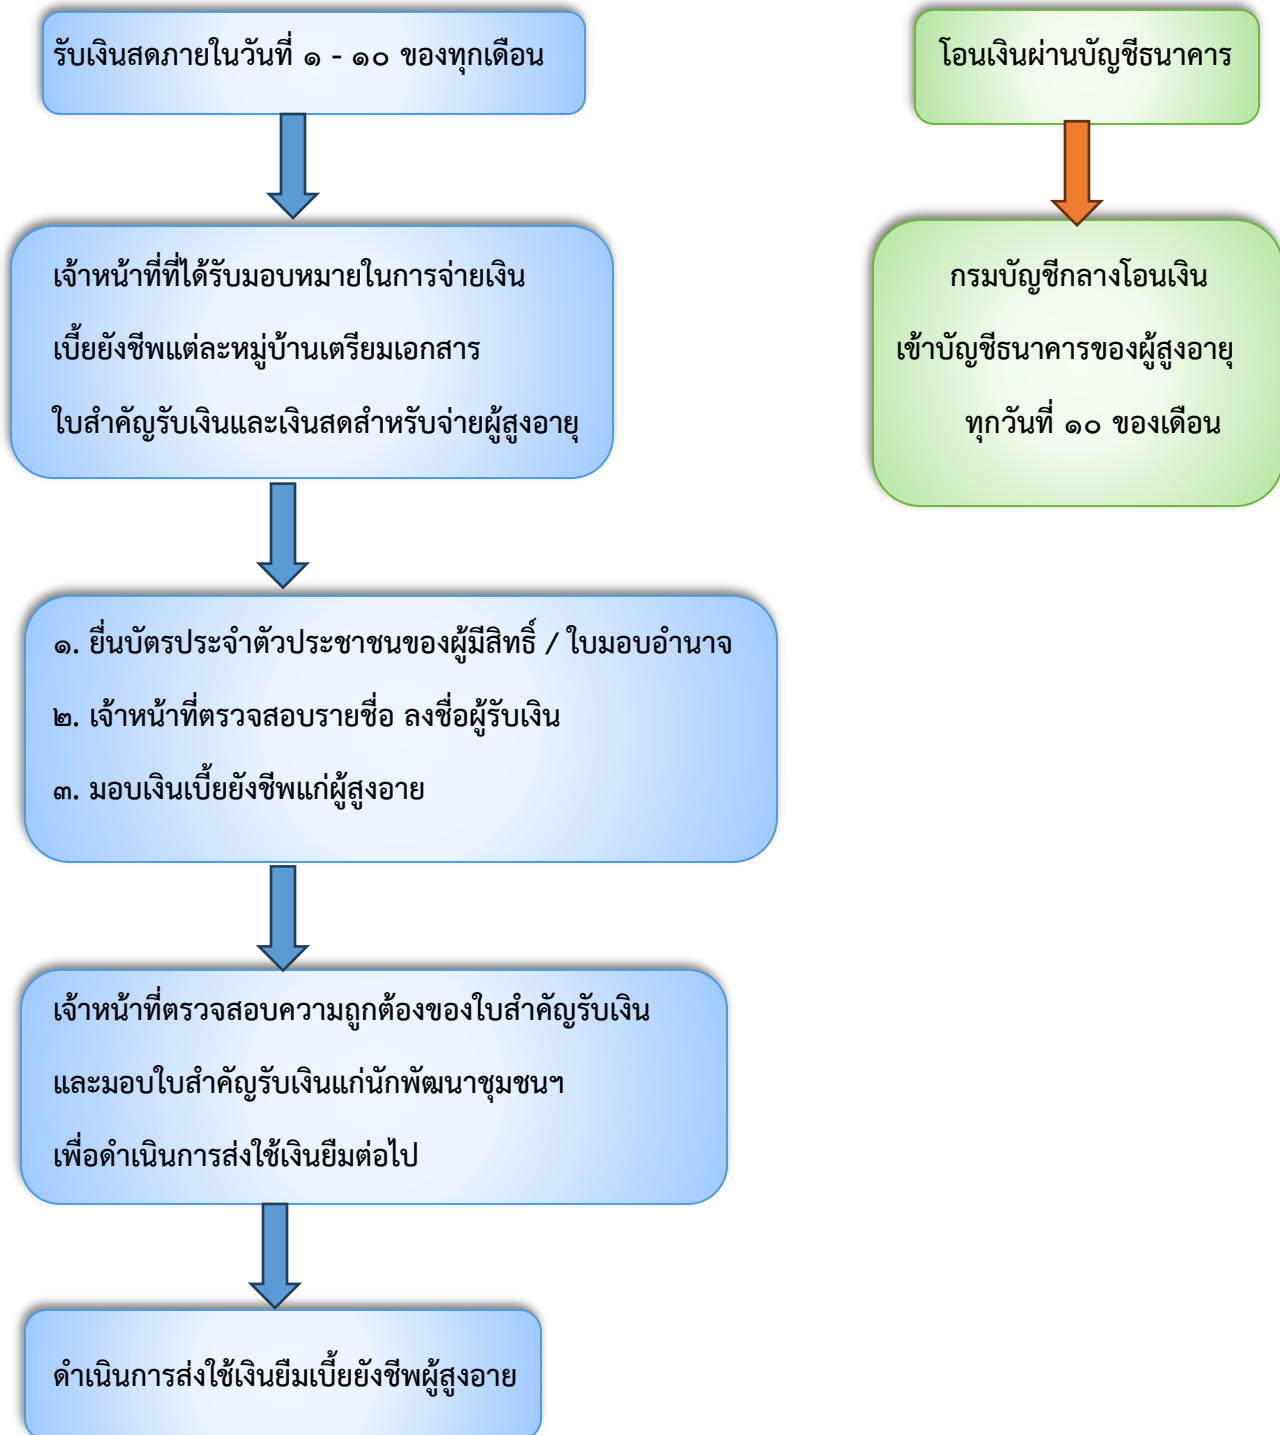 รับเงินสดภายในวันที่ ๑ - ๑๐ ของทุกเดือน
เจ้าหน้าที่ที่ได้รับมอบหมายในการจ่ายเงิน
เบี้ยยังชีพแต่ละหมู่บ้านเตรียมเอกสาร
ใบสำคัญรับเงินและเงินสดสำหรับจ่ายผู้สูงอายุ
๑. ยื่นบัตรประจำตัวประชาชนของผู้มีสิทธิ์ / ใบมอบอำนาจ
๒. เจ้าหน้าที่ตรวจสอบรายชื่อ ลงชื่อผู้รับเงิน
๓. มอบเงินเบี้ยยังชีพแก่ผู้สูงอาย
เจ้าหน้าที่ตรวจสอบความถูกต้องของใบสำคัญรับเงิน
และมอบใบสำคัญรับเงินแก่นักพัฒนาชุมชนฯ
เพื่อดำเนินการส่งใช้เงินยืมต่อไป
ดำเนินการส่งใช้เงินยืมเบี้ยยังชีพผู้สูงอาย
โอนเงินผ่านบัญชีธนาคาร
กรมบัญชีกลางโอนเงิน
เข้าบัญชีธนาคารของผู้สูงอายุ
ทุกวันที่ ๑๐ ของเดือน